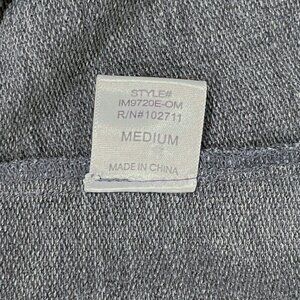 STYLE#
IM9720E-OM
R/N#102711
MEDIUM
MADE IN CHINA